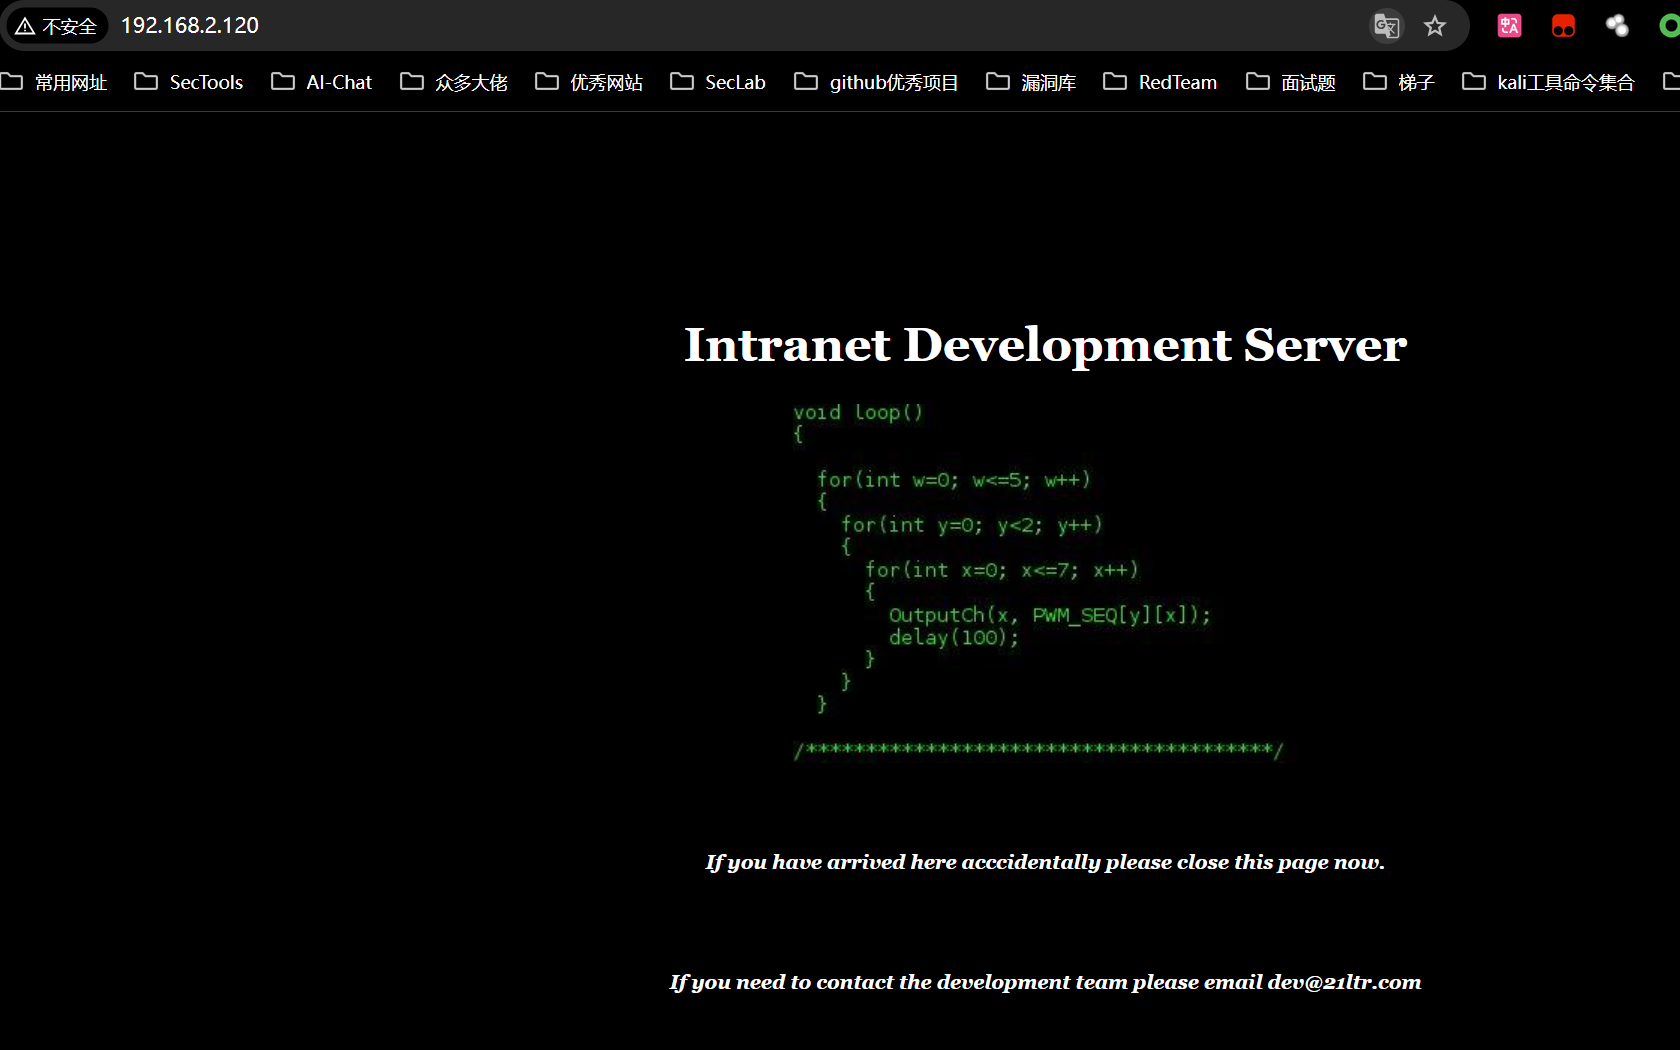 不安全 192.168.2.120
常用网址 SecTools AI-Chat 众多大佬 优秀网站 SecLab github优秀项目 漏洞库 RedTeam 面试题 梯子 kali工具命令集合
Intranet Development Server
void loop()
{
for(int w=0; w<=5; w++)
{
for(int y=0; y<2; y++)
{
for(int x=0; x<=7; x++)
{
OutputCh(x, PWM_SEQ[y][x]);
delay(100);
}
}
}
/***************************************/
If you have arrived here acccidentally please close this page now.
If you need to contact the development team please email dev@21ltr.com